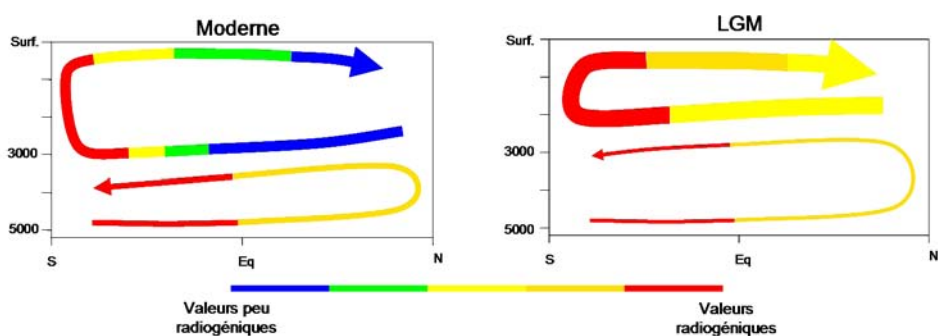 Moderne
Surf.
3000
5000
S
Eq
N
LGM
Surf.
3000
5000
S
Eq
N
Valeurs peu
radiogéniques
Valeurs
radiogéniques